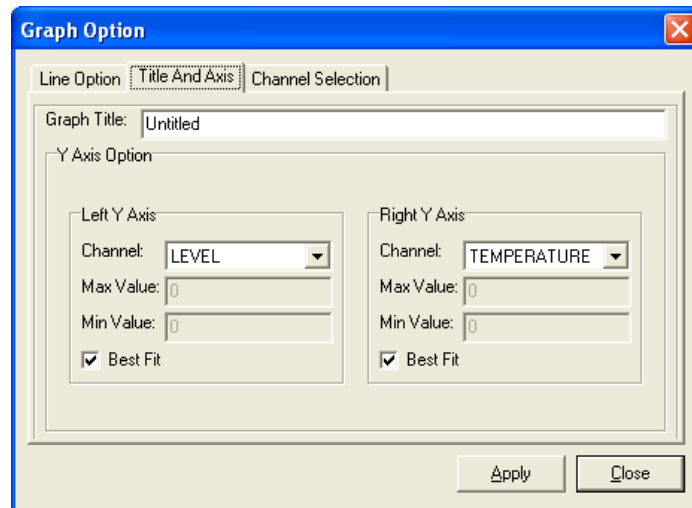 Graph Option
Line Option Title And Axis Channel Selection
Graph Title: Untitled
Y Axis Option
Left Y Axis
Channel: LEVEL
Max Value: 0
Min Value: 0
Best Fit
Right Y Axis
Channel: TEMPERATURE
Max Value: 0
Min Value: 0
Best Fit
Apply Close